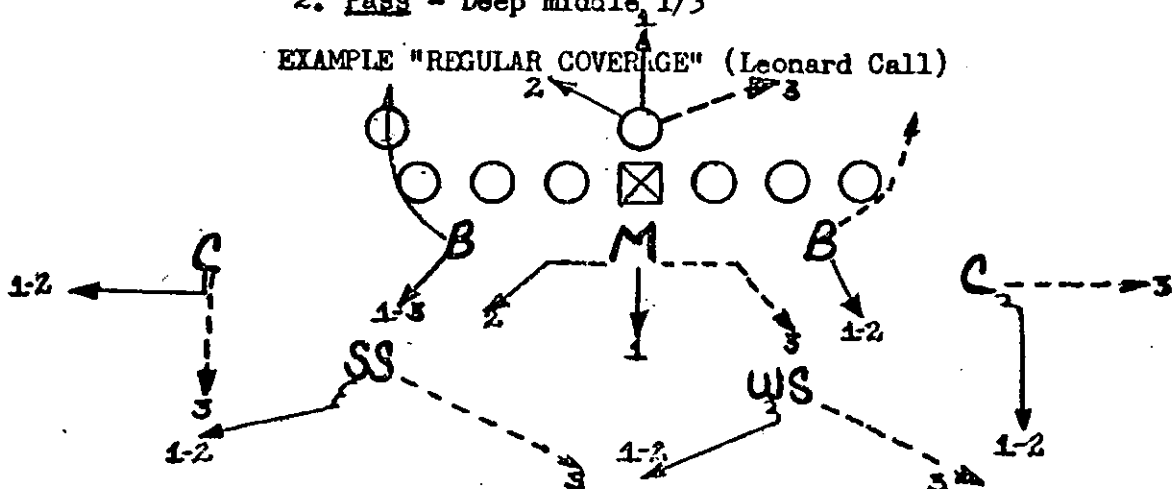 2. Pass - Deep middle 1/3
1
EXAMPLE "REGULAR COVERAGE" (Leonard Call)
2 3
B M B
C C
1-2 3
1-3 2 1 3 1-2
SS WS
3
1-2 1-2 1-2
3 3